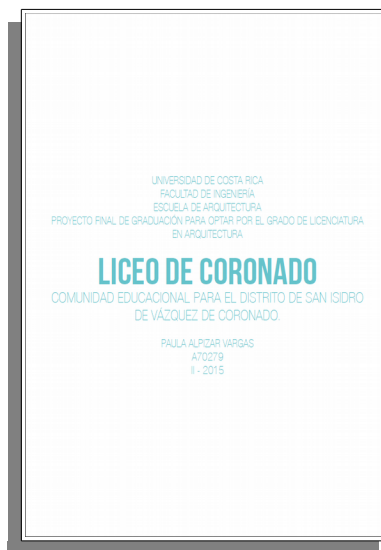 UNIVERSIDAD DE COSTA RICA
FACULTAD DE INGENIERÍA
ESCUELA DE ARQUITECTURA
PROYECTO FINAL DE GRADUACIÓN PARA OPTAR POR EL GRADO DE LICENCIATURA
EN ARQUITECTURA
LICEO DE CORONADO
COMUNIDAD EDUCACIONAL PARA EL DISTRITO DE SAN ISIDRO
DE VÁZQUEZ DE CORONADO.
PAULA ALPIZAR VARGAS
A70279
II - 2015